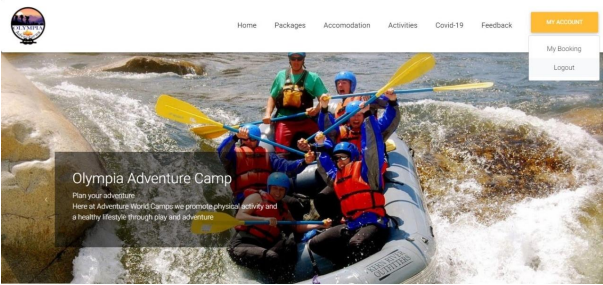 OLYMPIA
Home
Packages
Accomodation
Activities
Covid-19
Feedback
MY ACCOUNT
My Booking
Logout
Olympia Adventure Camp
Plan your adventure
Here at Adventure World Camps we promote physical activity and
a healthy lifestyle through play and adventure
OUTFITTERS